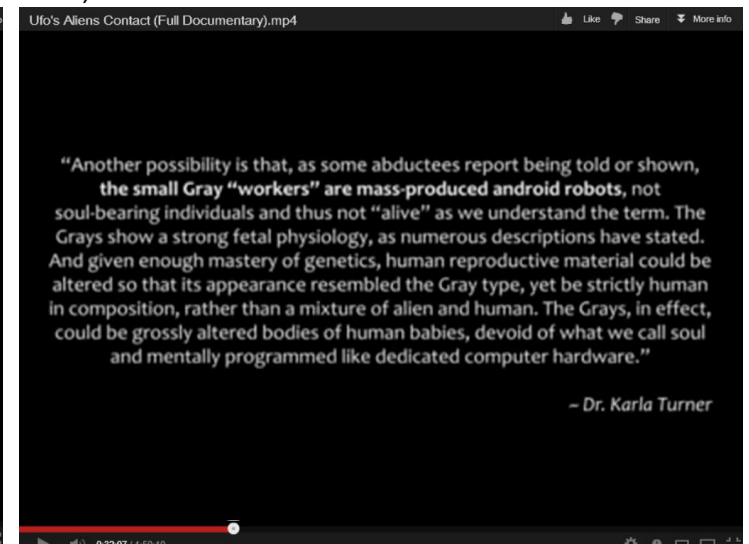 Ufo's Aliens Contact (Full Documentary).mp4
Like Share More info
“Another possibility is that, as some abductees report being told or shown,
the small Gray “workers” are mass-produced android robots, not
soul-bearing individuals and thus not “alive” as we understand the term. The
Grays show a strong fetal physiology, as numerous descriptions have stated.
And given enough mastery of genetics, human reproductive material could be
altered so that its appearance resembled the Gray type, yet be strictly human
in composition, rather than a mixture of alien and human. The Grays, in effect,
could be grossly altered bodies of human babies, devoid of what we call soul
and mentally programmed like dedicated computer hardware.”
~ Dr. Karla Turner